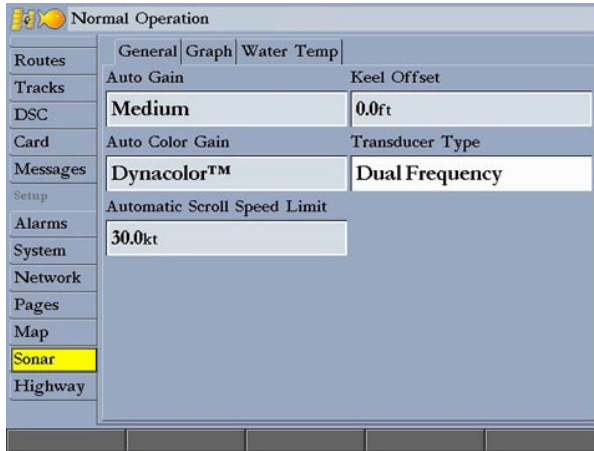 Normal Operation
General Graph Water Temp
Routes
Tracks
DSC
Card
Messages
Setup
Alarms
System
Network
Pages
Map
Sonar
Highway
Auto Gain
Medium
Keel Offset
0.0ft
Auto Color Gain
Dynacolor™
Transducer Type
Dual Frequency
Automatic Scroll Speed Limit
30.0kt